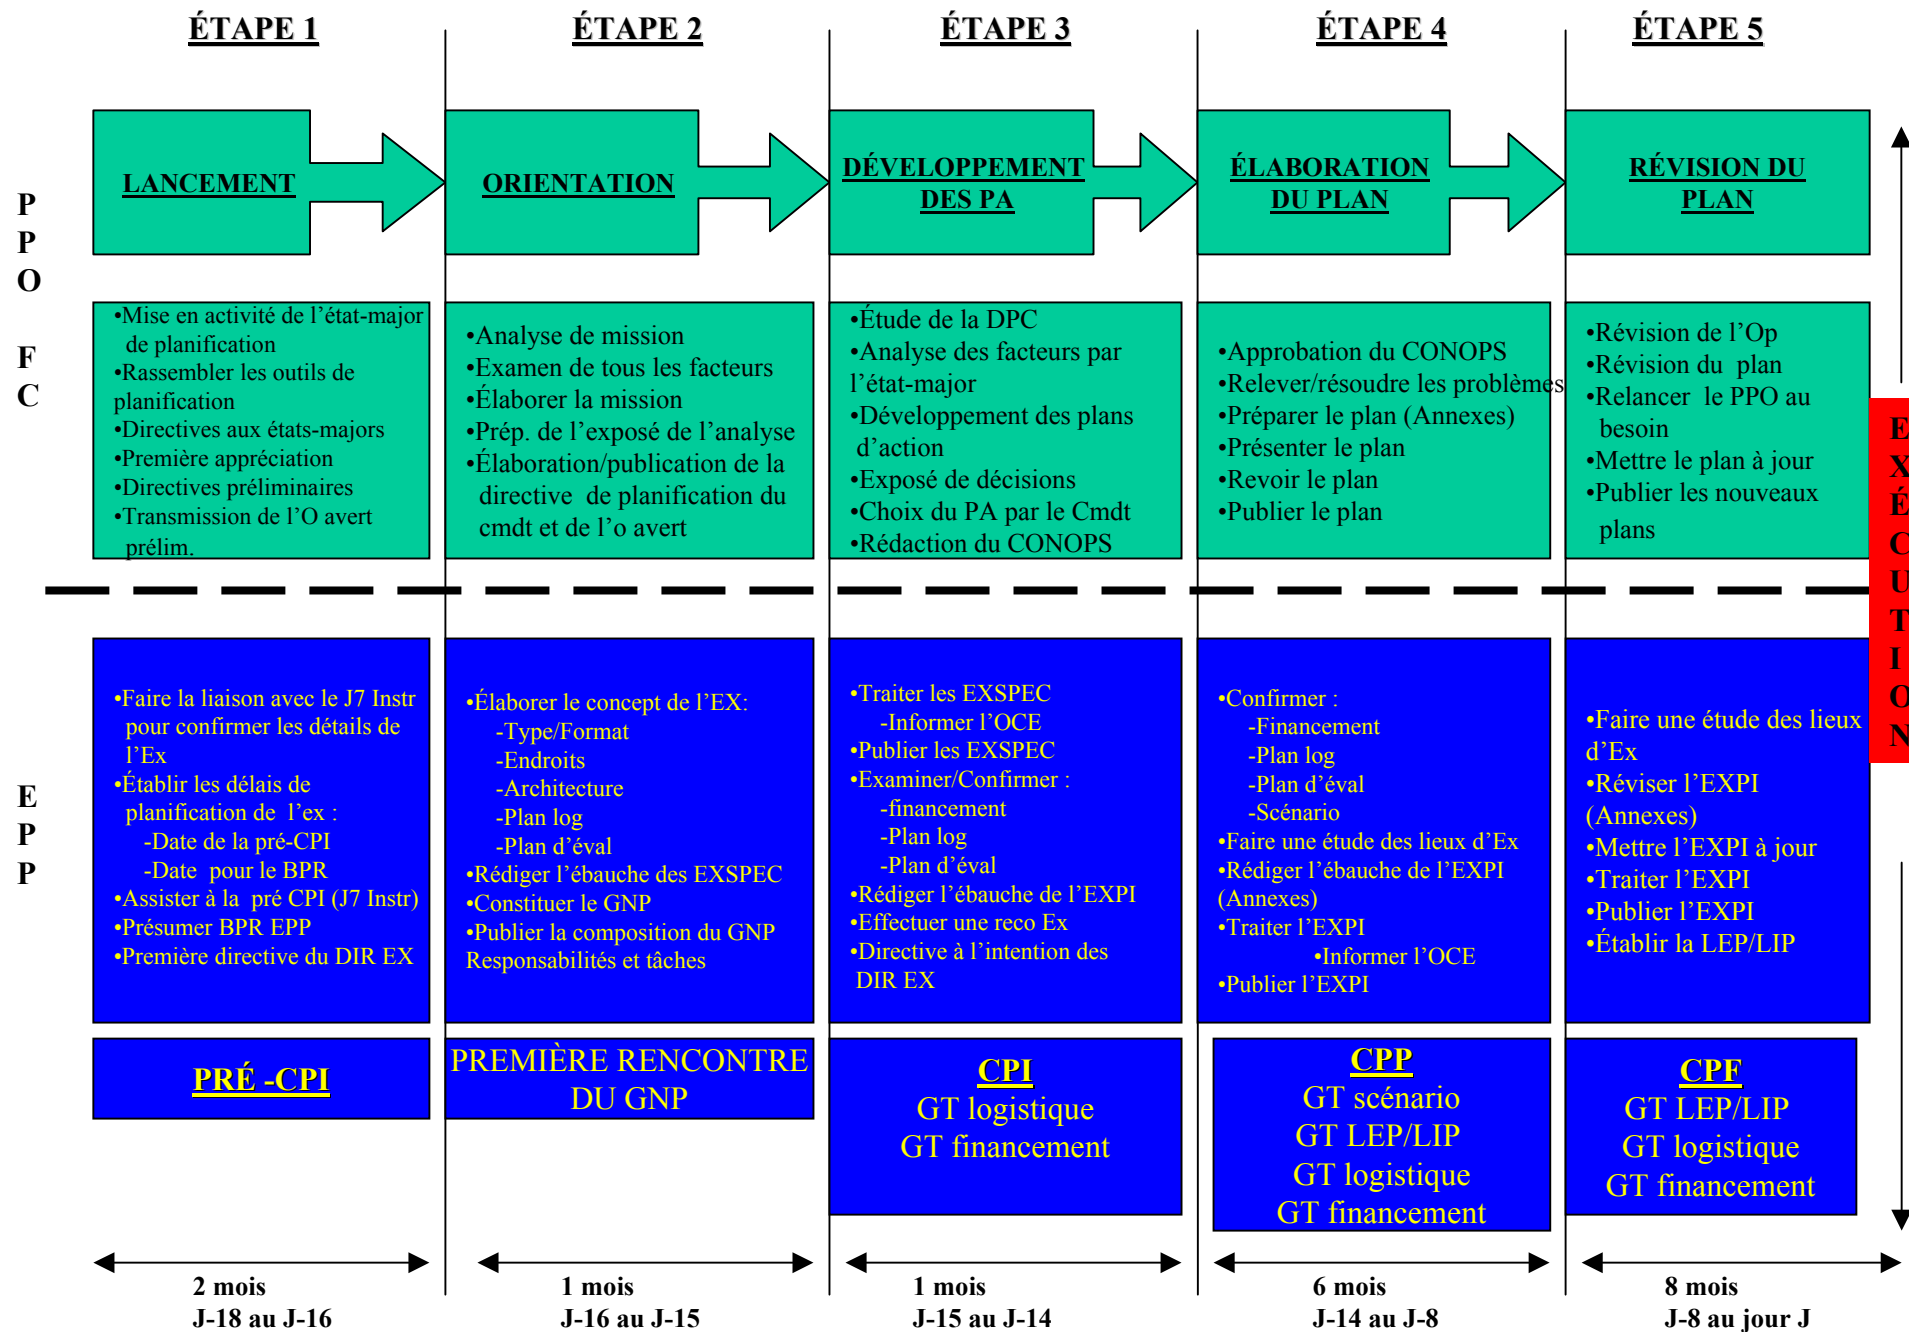 ÉTAPE 1
ÉTAPE 2
ÉTAPE 3
ÉTAPE 4
ÉTAPE 5
P
P
O
F
C
LANCEMENT
ORIENTATION
DÉVELOPPEMENT
DES PA
ÉLABORATION
DU PLAN
RÉVISION DU
PLAN
•Mise en activité de l’état-major
de planification
•Rassembler les outils de
planification
•Directives aux états-majors
•Première appréciation
•Directives préliminaires
•Transmission de l’O avert
prélim.
•Analyse de mission
•Examen de tous les facteurs
•Élaborer la mission
•Prép. de l’exposé de l’analyse
•Élaboration/publication de la
directive de planification du
cmdt et de l’o avert
•Étude de la DPC
•Analyse des facteurs par
l’état-major
•Développement des plans
d’action
•Exposé de décisions
•Choix du PA par le Cmdt
•Rédaction du CONOPS
•Approbation du CONOPS
•Relever/résoudre les problèmes
•Préparer le plan (Annexes)
•Présenter le plan
•Revoir le plan
•Publier le plan
•Révision de l’Op
•Révision du plan
•Relancer le PPO au
besoin
•Mettre le plan à jour
•Publier les nouveaux
plans
E
X
É
C
U
T
I
O
N
E
P
P
•Faire la liaison avec le J7 Instr
pour confirmer les détails de
l’Ex
•Établir les délais de
planification de l’ex :
-Date de la pré-CPI
-Date pour le BPR
•Assister à la pré CPI (J7 Instr)
•Présumer BPR EPP
•Première directive du DIR EX
•Élaborer le concept de l’EX:
-Type/Format
-Endroits
-Architecture
-Plan log
-Plan d’éval
•Rédiger l’ébauche des EXSPEC
•Constituer le GNP
•Publier la composition du GNP
Responsabilités et tâches
•Traiter les EXSPEC
-Informer l’OCE
•Publier les EXSPEC
•Examiner/Confirmer :
-financement
-Plan log
-Plan d’éval
•Rédiger l’ébauche de l’EXPI
•Effectuer une reco Ex
•Directive à l’intention des
DIR EX
•Confirmer :
-Financement
-Plan log
-Plan d’éval
-Scénario
•Faire une étude des lieux d’Ex
•Rédiger l’ébauche de l’EXPI
(Annexes)
•Traiter l’EXPI
•Informer l’OCE
•Publier l’EXPI
•Faire une étude des lieux
d’Ex
•Réviser l’EXPI
(Annexes)
•Mettre l’EXPI à jour
•Traiter l’EXPI
•Publier l’EXPI
•Établir la LEP/LIP
PRÉ -CPI
PREMIÈRE RENCONTRE
DU GNP
CPI
GT logistique
GT financement
CPP
GT scénario
GT LEP/LIP
GT logistique
GT financement
CPF
GT LEP/LIP
GT logistique
GT financement
2 mois
J-18 au J-16
1 mois
J-16 au J-15
1 mois
J-15 au J-14
6 mois
J-14 au J-8
8 mois
J-8 au jour J